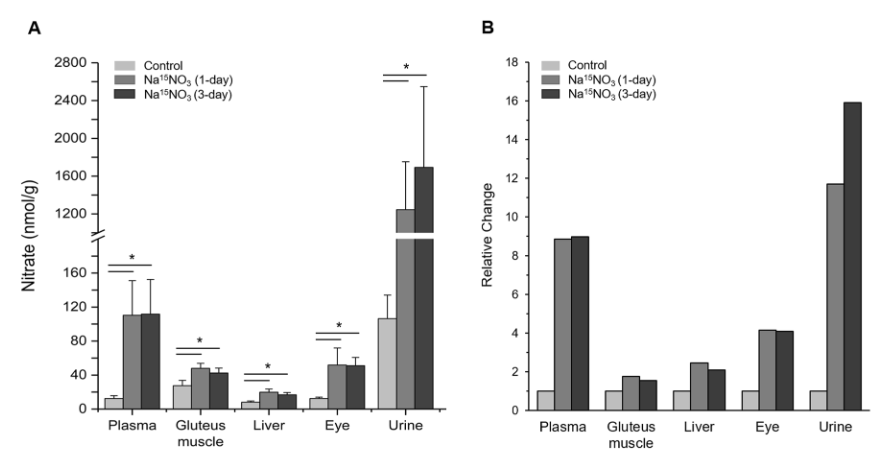 A
Control
Na¹⁵NO₃ (1-day)
Na¹⁵NO₃ (3-day)
Nitrate (nmol/g)
2800
2400
2000
1600
1200
160
120
80
40
0
*
*
*
*
*
Plasma
Gluteus
muscle
Liver
Eye
Urine
B
Control
Na¹⁵NO₃ (1-day)
Na¹⁵NO₃ (3-day)
Relative Change
18
16
14
12
10
8
6
4
2
0
Plasma
Gluteus
muscle
Liver
Eye
Urine